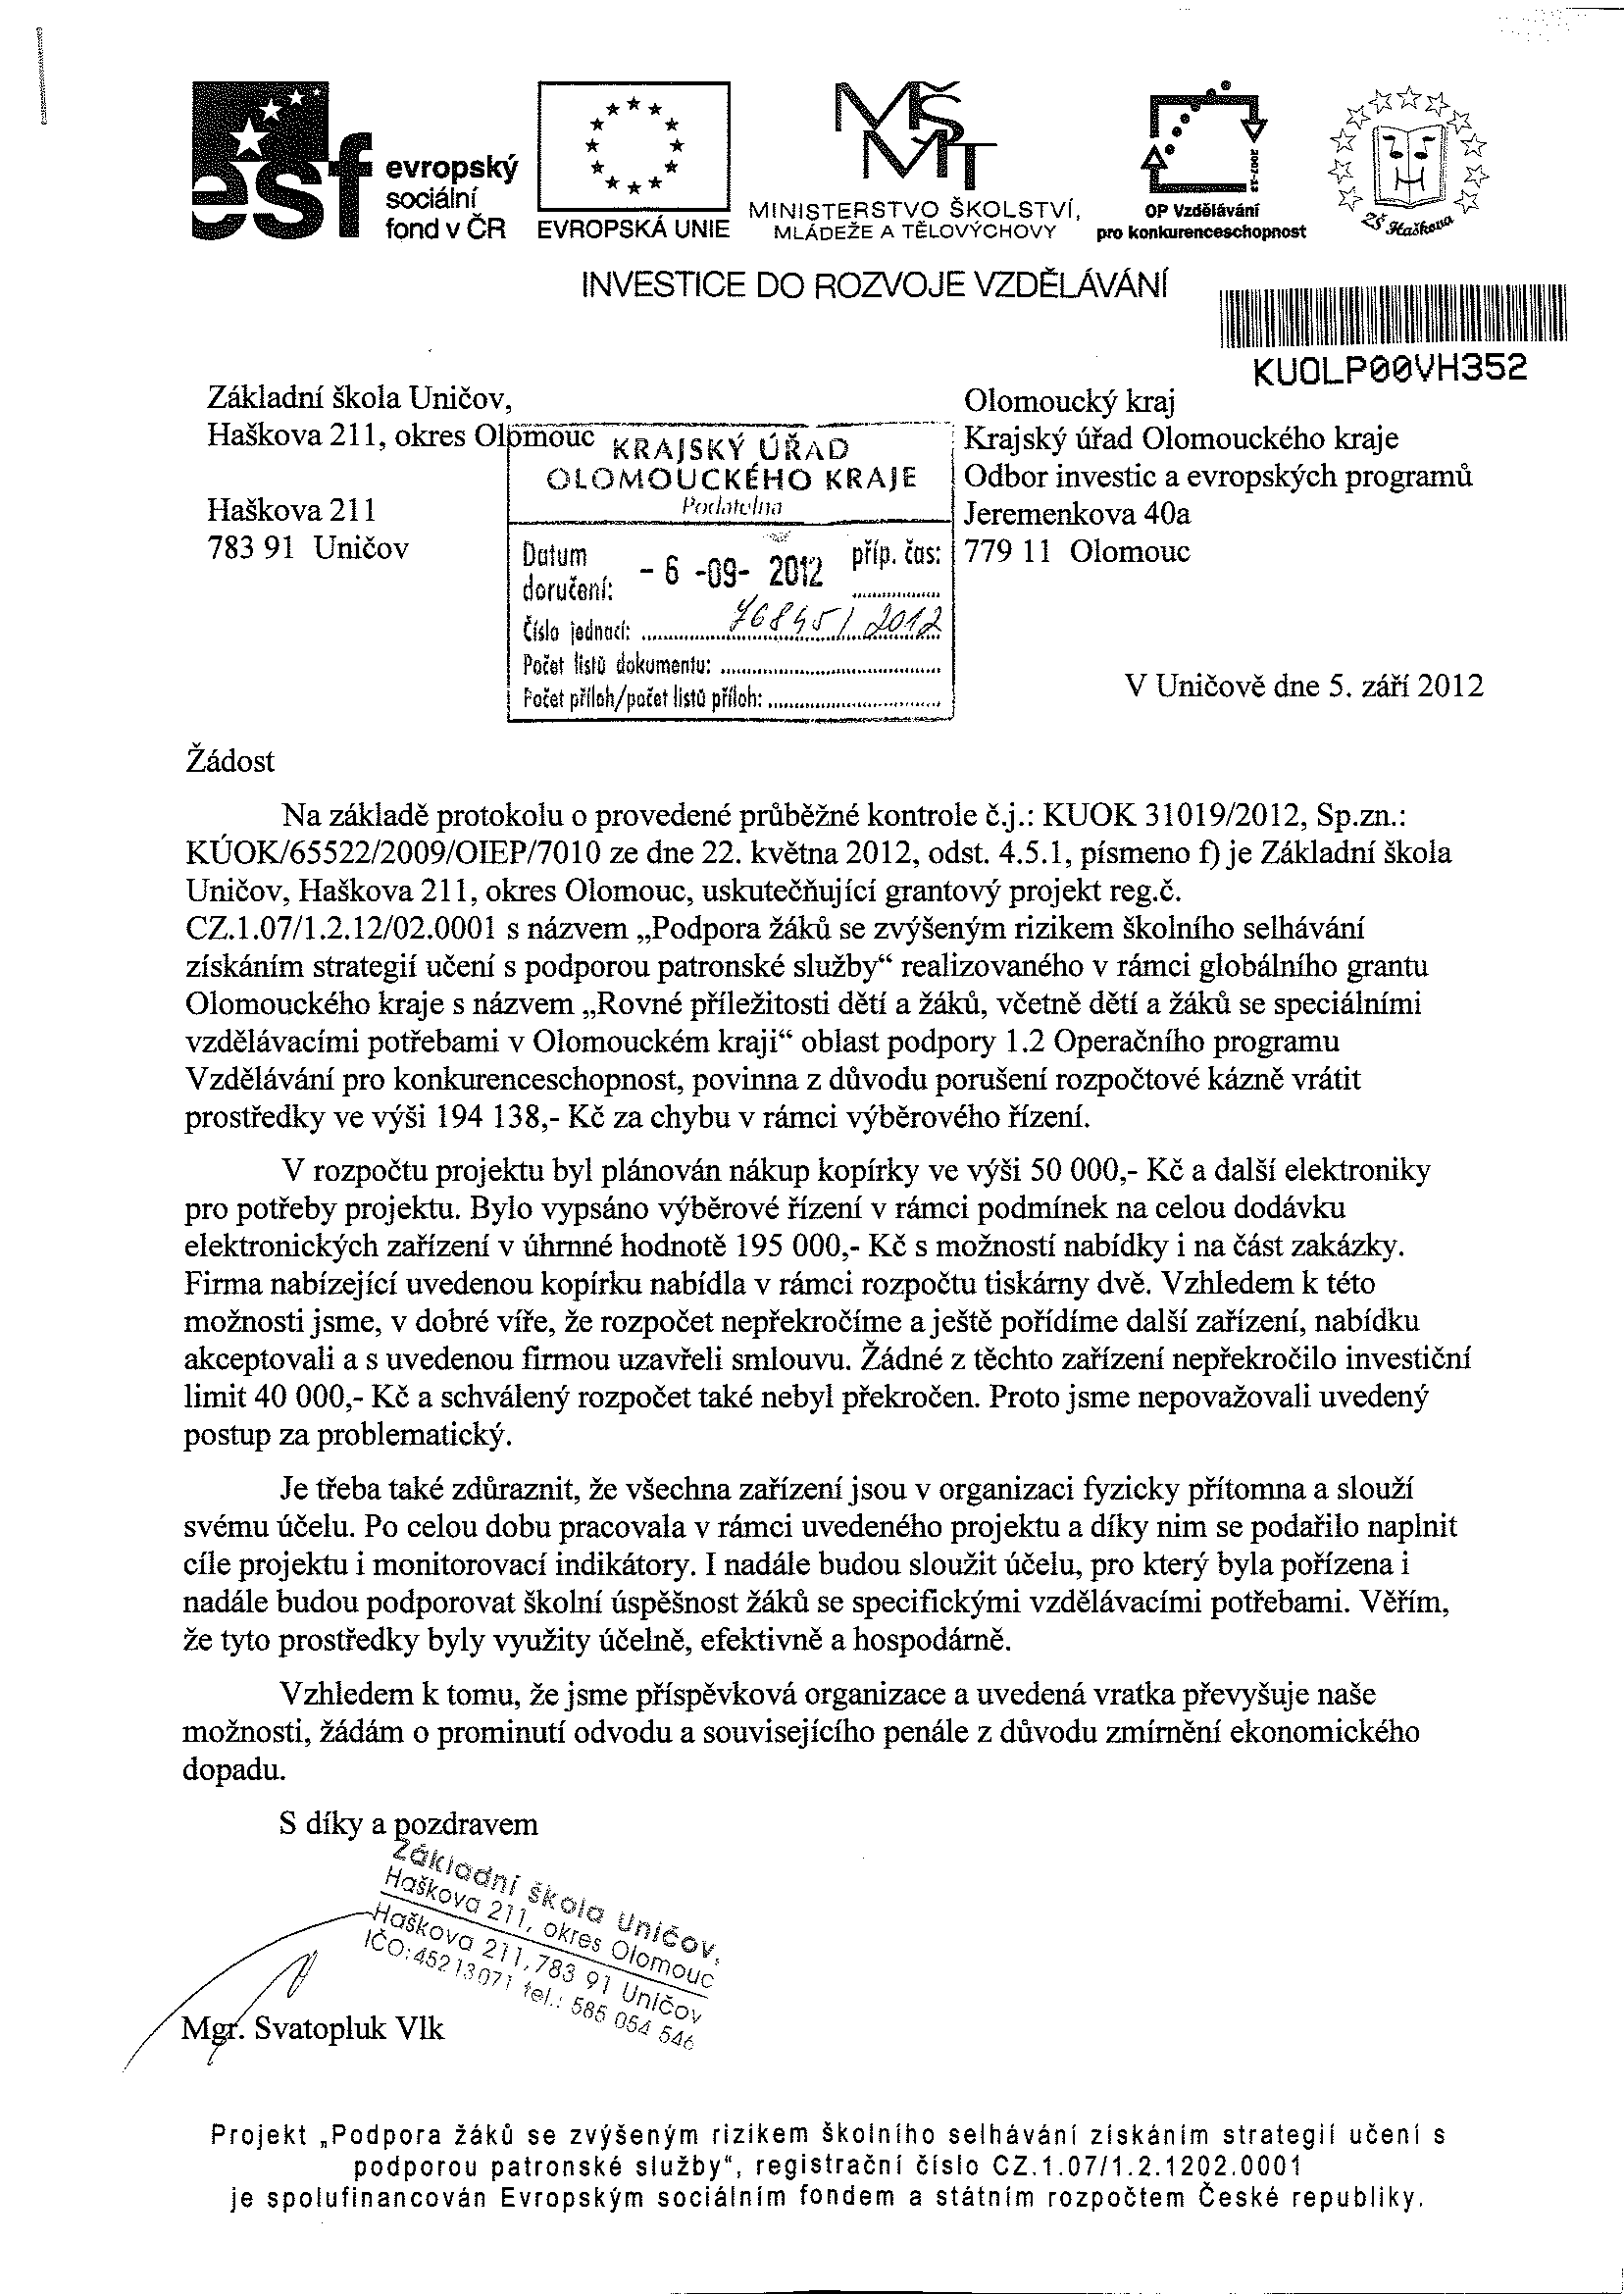 esf evropský
sociální
fond v ČR
EVROPSKÁ UNIE
MŠMT
MINISTERSTVO ŠKOLSTVÍ,
MLÁDEŽE A TĚLOVÝCHOVY
2007-13
OP Vzdělávání
pro konkurenceschopnost
ZŠ Haškova
INVESTICE DO ROZVOJE VZDĚLÁVÁNÍ
KUOLP00VH352
Základní škola Uničov,
Haškova 211, okres Olomouc
Haškova 211
783 91 Uničov
KRAJSKÝ ÚŘAD
OLOMOUCKÉHO KRAJE
Podatelna
Datum doručení: - 6 -09- 2012 příp. čas:
Číslo jednací: 76845/2012
Počet listů dokumentu:
Počet příloh/počet listů příloh:
Olomoucký kraj
Krajský úřad Olomouckého kraje
Odbor investic a evropských programů
Jeremenkova 40a
779 11 Olomouc
V Uničově dne 5. září 2012
Žádost
Na základě protokolu o provedené průběžné kontrole č.j.: KUOK 31019/2012, Sp.zn.:
KÚOK/65522/2009/OIEP/7010 ze dne 22. května 2012, odst. 4.5.1, písmeno f) je Základní škola
Uničov, Haškova 211, okres Olomouc, uskutečňující grantový projekt reg.č.
CZ.1.07/1.2.12/02.0001 s názvem „Podpora žáků se zvýšeným rizikem školního selhávání
získáním strategií učení s podporou patronské služby“ realizovaného v rámci globálního grantu
Olomouckého kraje s názvem „Rovné příležitosti dětí a žáků, včetně dětí a žáků se speciálními
vzdělávacími potřebami v Olomouckém kraji“ oblast podpory 1.2 Operačního programu
Vzdělávání pro konkurenceschopnost, povinna z důvodu porušení rozpočtové kázně vrátit
prostředky ve výši 194 138,- Kč za chybu v rámci výběrového řízení.
V rozpočtu projektu byl plánován nákup kopírky ve výši 50 000,- Kč a další elektroniky
pro potřeby projektu. Bylo vypsáno výběrové řízení v rámci podmínek na celou dodávku
elektronických zařízení v úhrnné hodnotě 195 000,- Kč s možností nabídky i na část zakázky.
Firma nabízející uvedenou kopírku nabídla v rámci rozpočtu tiskárny dvě. Vzhledem k této
možnosti jsme, v dobré víře, že rozpočet nepřekročíme a ještě pořídíme další zařízení, nabídku
akceptovali a s uvedenou firmou uzavřeli smlouvu. Žádné z těchto zařízení nepřekročilo investiční
limit 40 000,- Kč a schválený rozpočet také nebyl překročen. Proto jsme nepovažovali uvedený
postup za problematický.
Je třeba také zdůraznit, že všechna zařízení jsou v organizaci fyzicky přítomna a slouží
svému účelu. Po celou dobu pracovala v rámci uvedeného projektu a díky nim se podařilo naplnit
cíle projektu i monitorovací indikátory. I nadále budou sloužit účelu, pro který byla pořízena i
nadále budou podporovat školní úspěšnost žáků se specifickými vzdělávacími potřebami. Věřím,
že tyto prostředky byly využity účelně, efektivně a hospodárně.
Vzhledem k tomu, že jsme příspěvková organizace a uvedená vratka převyšuje naše
možnosti, žádám o prominutí odvodu a souvisejícího penále z důvodu zmírnění ekonomického
dopadu.
S díky a pozdravem
Základní škola Uničov,
Haškova 211, okres Olomouc
Haškova 211, 783 91 Uničov
IČO: 45213071 tel.: 585 054 546
Mgr. Svatopluk Vlk
Projekt „Podpora žáků se zvýšeným rizikem školního selhávání získáním strategií učení s
podporou patronské služby“, registrační číslo CZ.1.07/1.2.1202.0001
je spolufinancován Evropským sociálním fondem a státním rozpočtem České republiky.